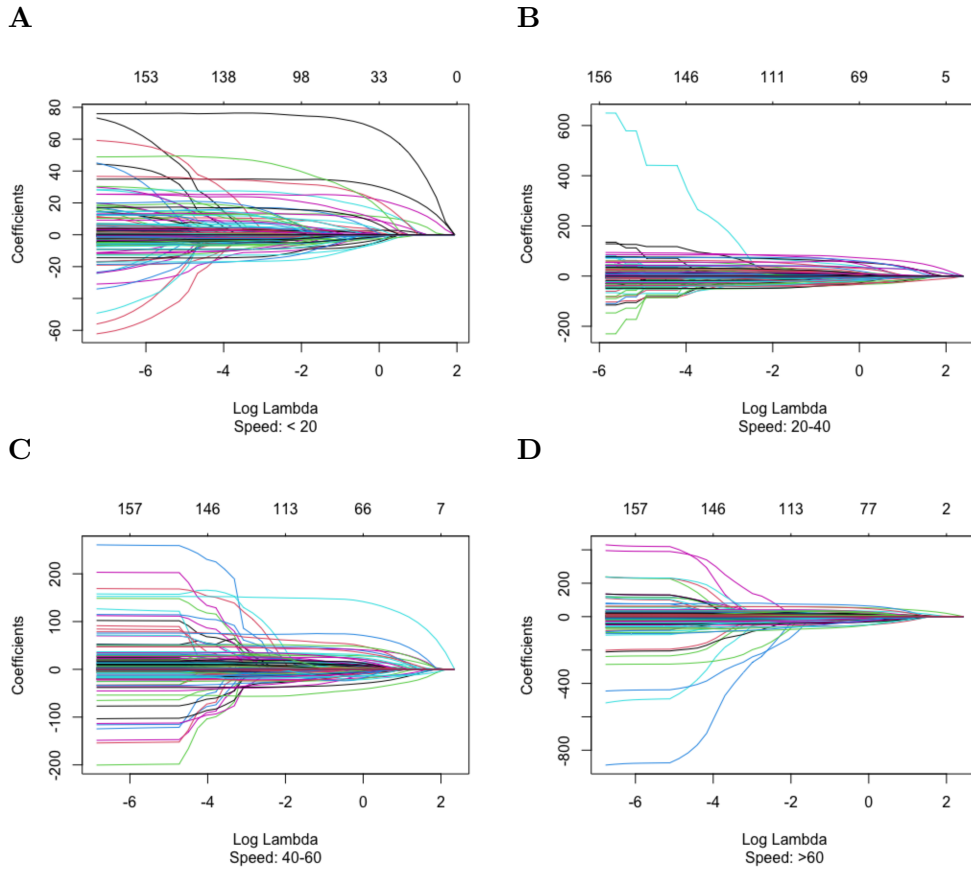 A
153 138 98 33 0
80
60
40
20
0
-20
-60
Coefficients
-6 -4 -2 0 2
Log Lambda
Speed: < 20
B
156 146 111 69 5
600
400
200
0
-200
Coefficients
-6 -4 -2 0 2
Log Lambda
Speed: 20-40
C
157 146 113 66 7
200
100
0
-100
-200
Coefficients
-6 -4 -2 0 2
Log Lambda
Speed: 40-60
D
157 146 113 77 2
200
0
-400
-800
Coefficients
-6 -4 -2 0 2
Log Lambda
Speed: >60